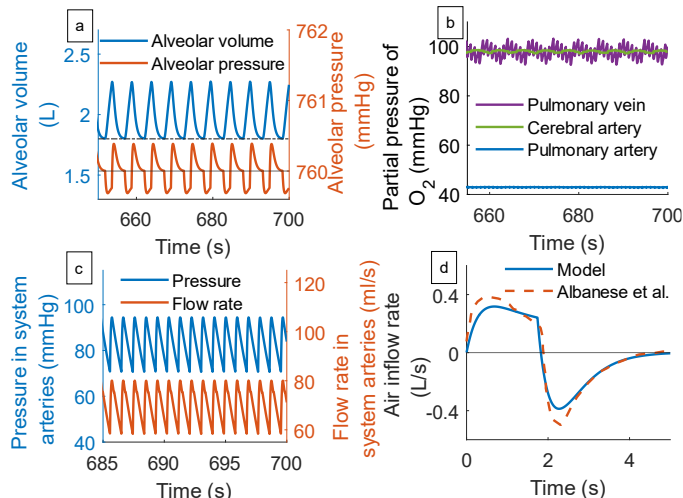 a
Alveolar volume
Alveolar pressure
2.5
2
1.5
762
761
760
660
680
700
Time (s)
Alveolar volume
(L)
Alveolar pressure
(mmHg)
b
100
80
60
40
Pulmonary vein
Cerebral artery
Pulmonary artery
660
680
700
Time (s)
Partial pressure of
O2 (mmHg)
c
Pressure
Flow rate
100
80
60
40
120
100
80
60
685
690
695
700
Time (s)
Pressure in system
arteries (mmHg)
Flow rate in
system arteries (ml/s)
d
Model
Albanese et al.
0.4
0
-0.4
0
2
4
Time (s)
Air inflow rate
(L/s)